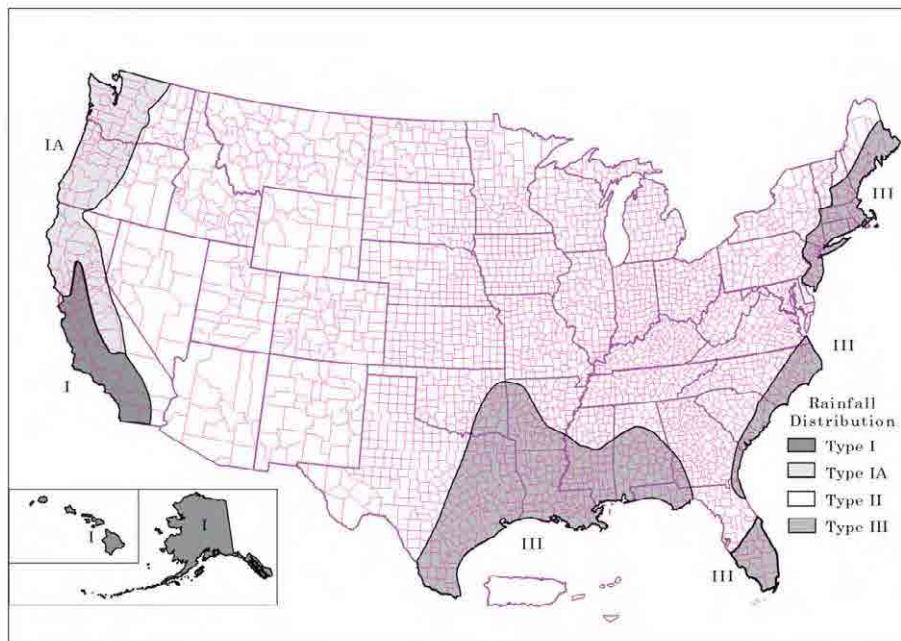 IA
III
III
I
Rainfall
Distribution
Type I
Type IA
Type II
Type III
I
I
III
III